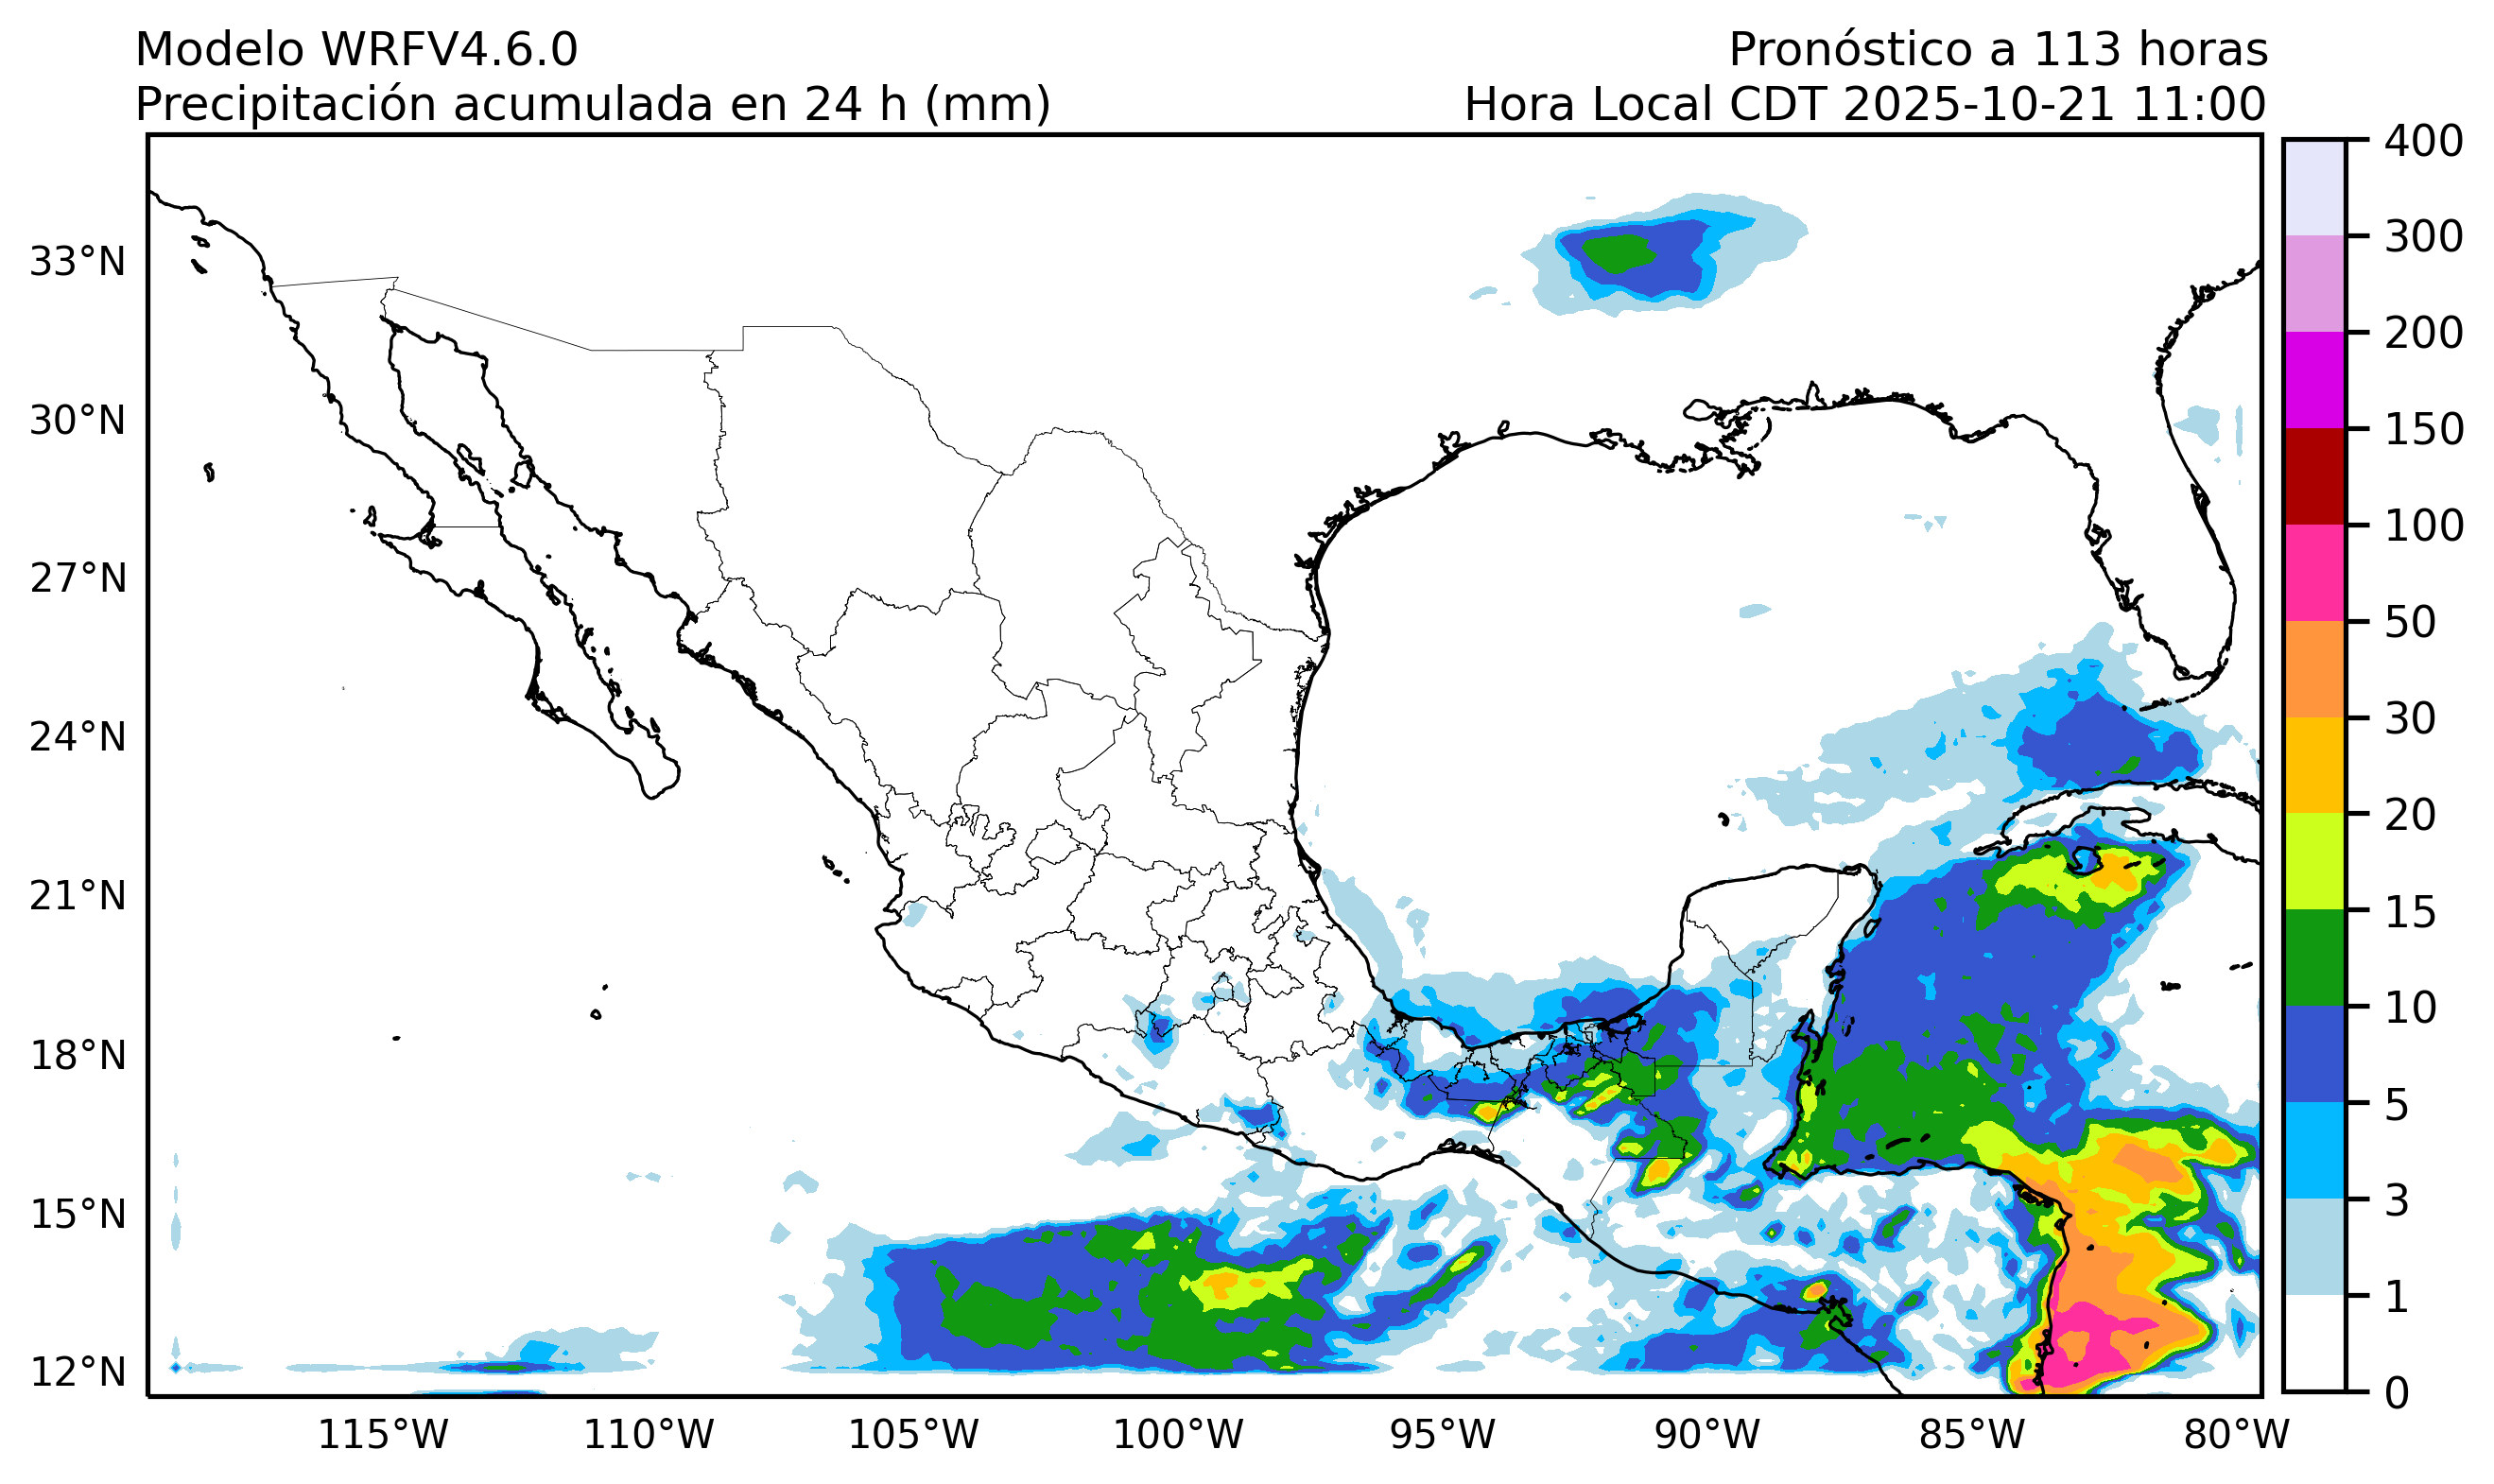 Modelo WRFV4.6.0
Pronóstico a 113 horas
Precipitación acumulada en 24 h (mm)
Hora Local CDT 2025-10-21 11:00
33°N
30°N
27°N
24°N
21°N
18°N
15°N
12°N
115°W
110°W
105°W
100°W
95°W
90°W
85°W
80°W
400
300
200
150
100
50
30
20
15
10
5
3
1
0